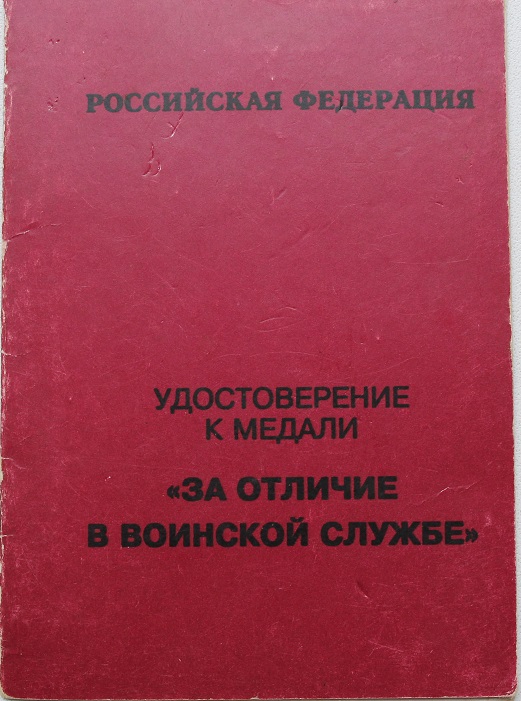 РОССИЙСКАЯ ФЕДЕРАЦИЯ
УДОСТОВЕРЕНИЕ
К МЕДАЛИ
«ЗА ОТЛИЧИЕ
В ВОИНСКОЙ СЛУЖБЕ»